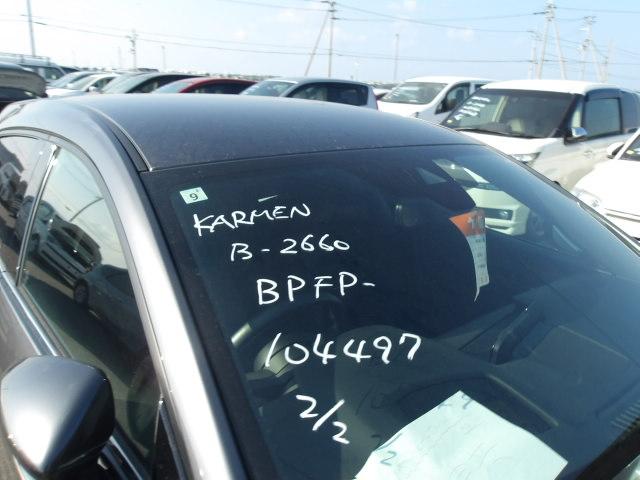 9
KARMEN
B-2660
BPFP-
104497
2/2